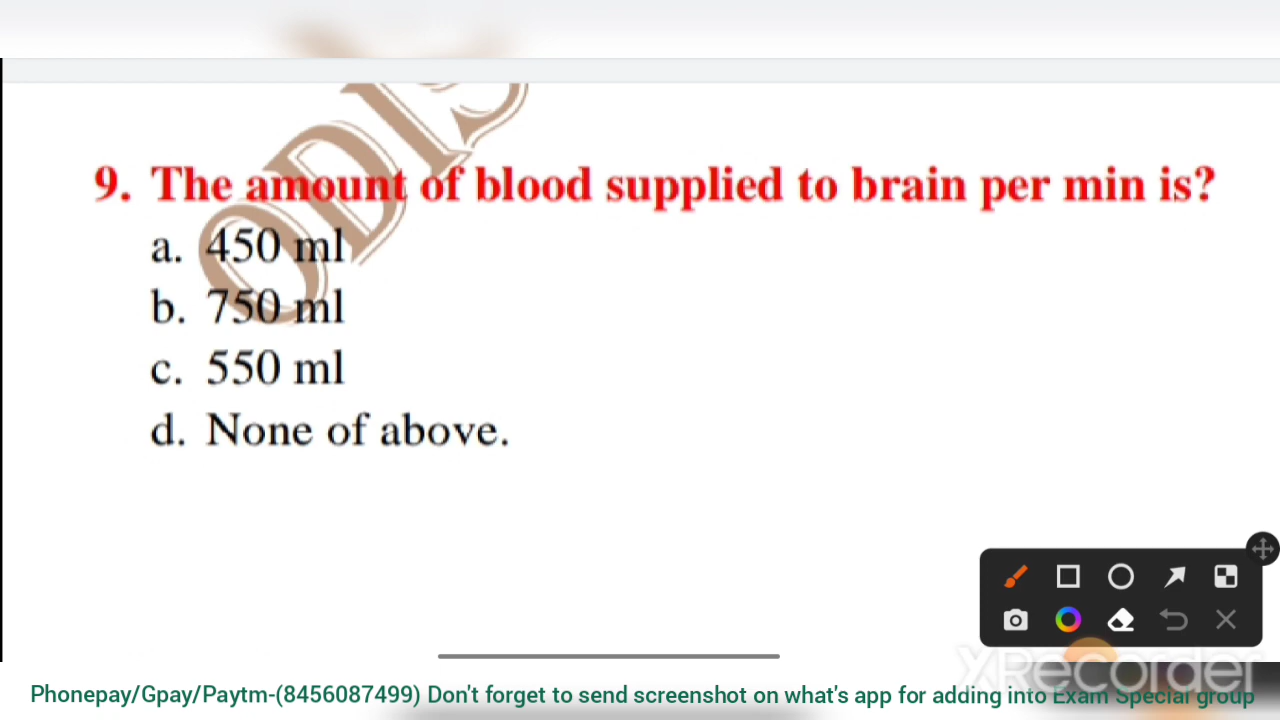 ODIS
9. The amount of blood supplied to brain per min is?
a. 450 ml
b. 750 ml
c. 550 ml
d. None of above.
XRecorder
Phonepay/Gpay/Paytm-(8456087499) Don't forget to send screenshot on what's app for adding into Exam Special group